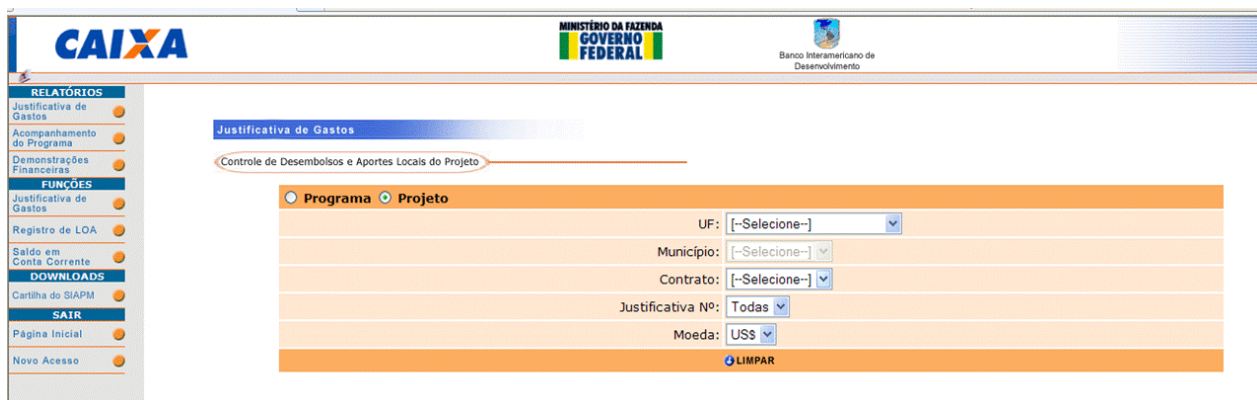 CAIXA
MINISTÉRIO DA FAZENDA
GOVERNO
FEDERAL
Banco Interamericano de
Desenvolvimento
RELATÓRIOS
Justificativa de
Gastos
Acompanhamento
do Programa
Demonstrações
Financeiras
FUNÇÕES
Justificativa de
Gastos
Registro de LOA
Saldo em
Conta Corrente
DOWNLOADS
Cartilha do SIAPM
SAIR
Página Inicial
Novo Acesso
Justificativa de Gastos
Controle de Desembolsos e Aportes Locais do Projeto
Programa Projeto
UF: [--Selecione--]
Município: [--Selecione--]
Contrato: [--Selecione--]
Justificativa Nº: Todas
Moeda: US$
LIMPAR